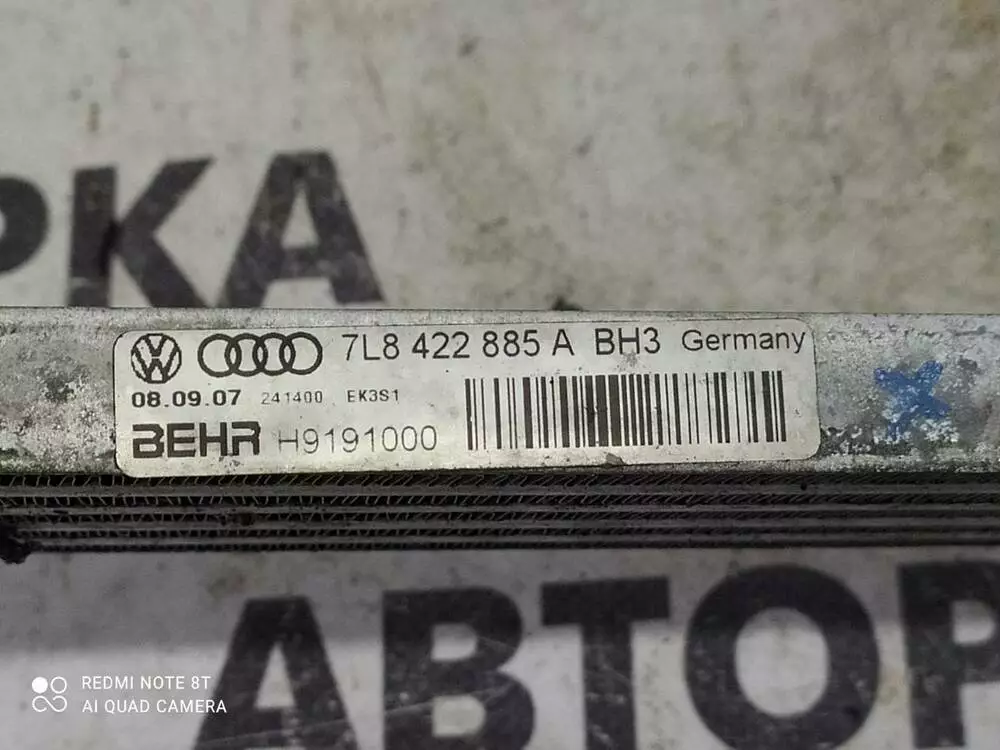 РКА
7L8 422 885 A BH3 Germany
08.09.07 241400 EK3S1
BEHR H9191000
АВТОР
REDMI NOTE 8T
AI QUAD CAMERA